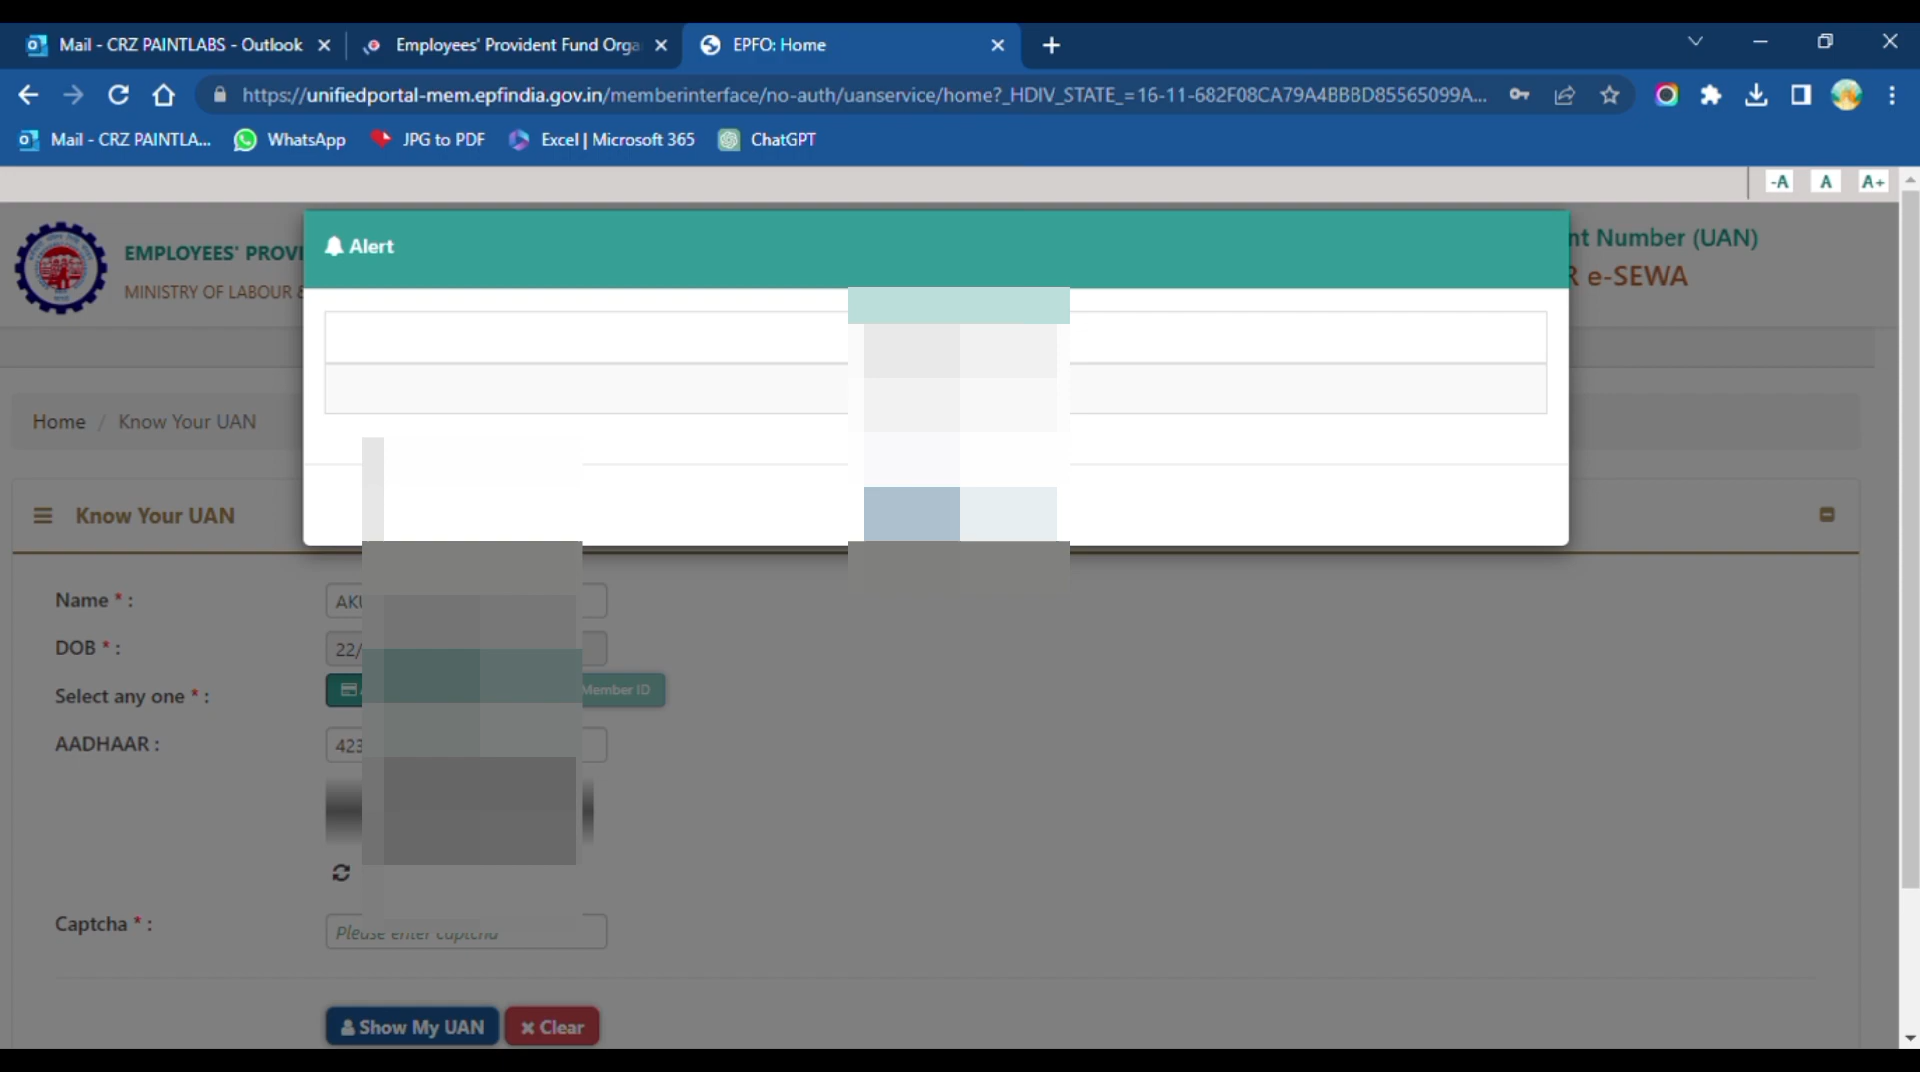 Mail - CRZ PAINTLABS - Outlook
Employees' Provident Fund Orga
EPFO: Home
https://unifiedportal-mem.epfindia.gov.in/memberinterface/no-auth/uanservice/home?_HDIV_STATE_=16-11-682F08CA79A4BBBD85565099A...
Mail - CRZ PAINTLA...
WhatsApp
JPG to PDF
Excel | Microsoft 365
ChatGPT
-A A A+
EMPLOYEES' PROVI
MINISTRY OF LABOUR &
Alert
nt Number (UAN)
R e-SEWA
Home / Know Your UAN
Know Your UAN
Name * : AKU
DOB * : 22/
Select any one * : Member ID
AADHAAR : 423
Captcha * : Please enter captcha
Show My UAN
Clear